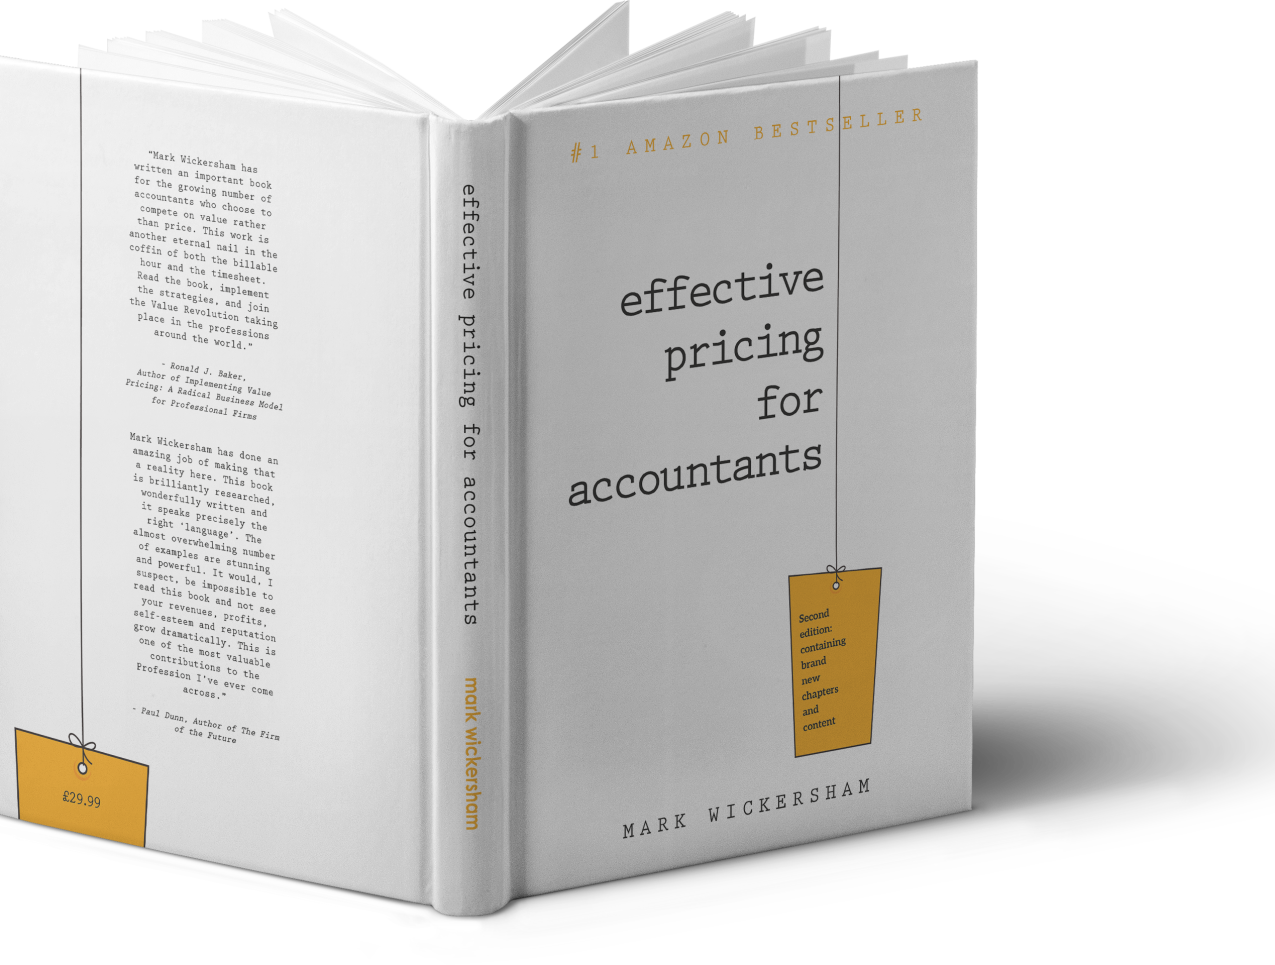 "Mark Wickersham has
written an important book
for the growing number of
accountants who choose to
compete on value rather
than price. This work is
another eternal nail in the
coffin of both the billable
hour and the timesheet.
Read the book, implement
the strategies, and join
the Value Revolution taking
place in the professions
around the world."
- Ronald J. Baker,
Author of Implementing Value
Pricing: A Radical Business Model
for Professional Firms
Mark Wickersham has done an
amazing job of making that
a reality here. This book
is brilliantly researched,
wonderfully written and
it speaks precisely the
right 'language'. The
almost overwhelming number
of examples are stunning
and powerful. It would, I
suspect, be impossible to
read this book and not see
your revenues, profits,
self-esteem and reputation
grow dramatically. This is
one of the most valuable
contributions to the
Profession I've ever come
across."
- Paul Dunn, Author of The Firm
of the Future
£29.99
effective pricing for accountants
mark wickersham
#1 AMAZON BESTSELLER
effective
pricing
for
accountants
Second
edition:
containing
brand
new
chapters
and
content
MARK WICKERSHAM